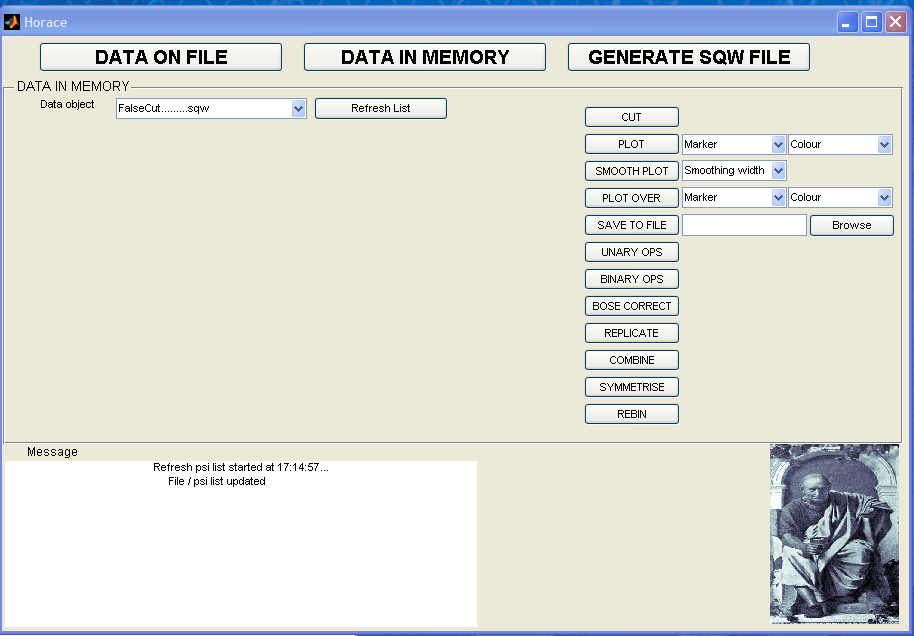 Horace
DATA ON FILE DATA IN MEMORY GENERATE SQW FILE
DATA IN MEMORY
Data object FalseCut.........sqw Refresh List
CUT
PLOT Marker Colour
SMOOTH PLOT Smoothing width
PLOT OVER Marker Colour
SAVE TO FILE Browse
UNARY OPS
BINARY OPS
BOSE CORRECT
REPLICATE
COMBINE
SYMMETRISE
REBIN
Message
Refresh psi list started at 17:14:57...
File / psi list updated